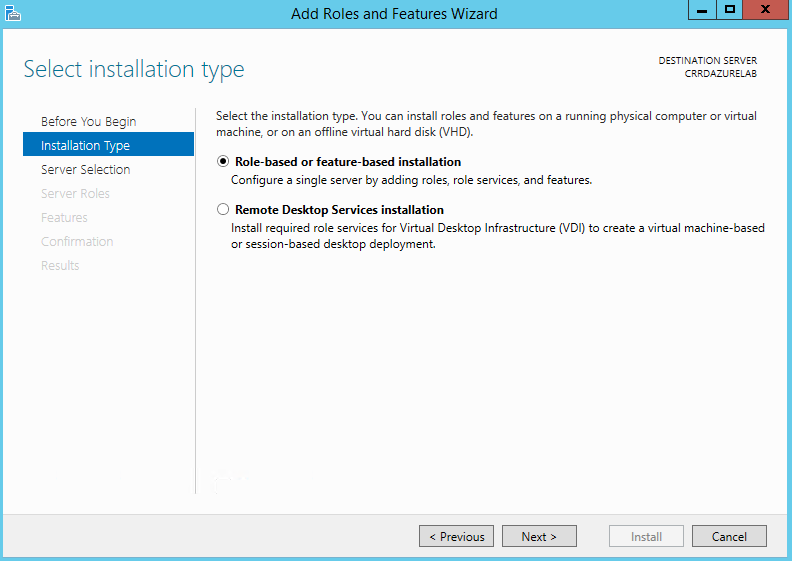 Add Roles and Features Wizard
Select installation type
DESTINATION SERVER
CRRDAZURELAB
Before You Begin
Installation Type
Server Selection
Server Roles
Features
Confirmation
Results
Select the installation type. You can install roles and features on a running physical computer or virtual
machine, or on an offline virtual hard disk (VHD).
Role-based or feature-based installation
Configure a single server by adding roles, role services, and features.
Remote Desktop Services installation
Install required role services for Virtual Desktop Infrastructure (VDI) to create a virtual machine-based
or session-based desktop deployment.
< Previous
Next >
Install
Cancel